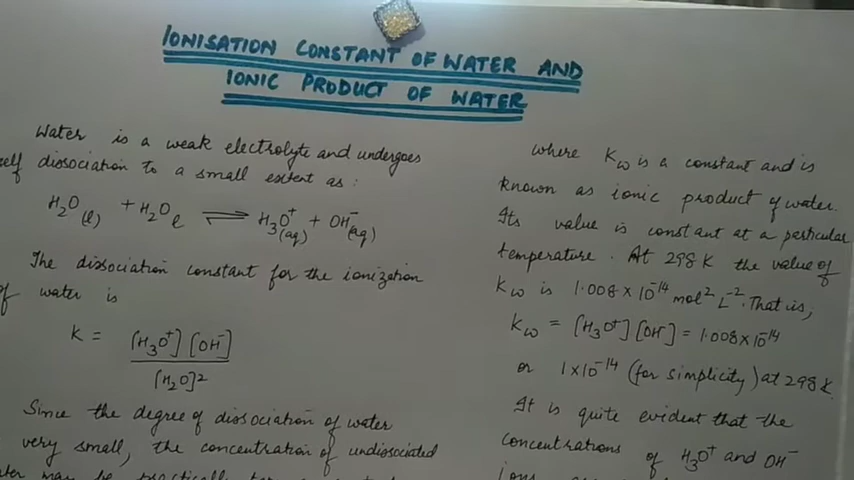 IONISATION CONSTANT OF WATER AND
IONIC PRODUCT OF WATER
Water is a weak electrolyte and undergoes
self dissociation to a small extent as :
H₂O (l) + H₂O l ⇌ H₃O⁺ (aq) + OH⁻ (aq)
The dissociation constant for the ionization
of water is
K = [H₃O⁺] [OH⁻]
[H₂O]²
Since the degree of dissociation of water
very small, the concentration of undissociated
may be practically
where Kw is a constant and is
known as ionic product of water.
Its value is constant at a particular
temperature. At 298 K the value of
Kw is 1.008 × 10⁻¹⁴ mol² L⁻². That is,
Kw = [H₃O⁺] [OH⁻] = 1.008 × 10⁻¹⁴
or 1 × 10⁻¹⁴ (for simplicity) at 298 K.
It is quite evident that the
concentrations of H₃O⁺ and OH⁻
ions